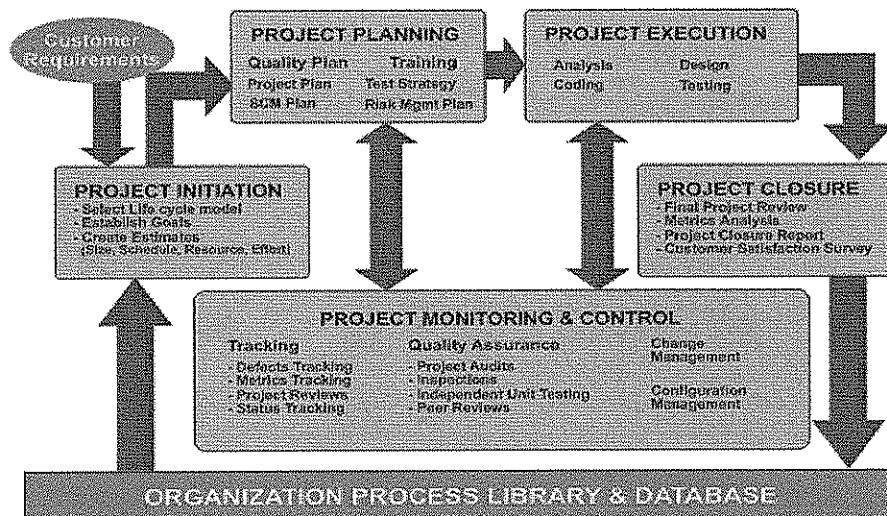 Customer
Requirements
PROJECT PLANNING
Quality Plan Training
Project Plan Test Strategy
SCM Plan Risk Mgmt Plan
PROJECT EXECUTION
Analysis Design
Coding Testing
PROJECT INITIATION
- Select Life cycle model
- Establish Goals
- Create Estimates
(Size, Schedule, Resource, Effort)
PROJECT CLOSURE
- Final Project Review
- Metrics Analysis
- Project Closure Report
- Customer Satisfaction Survey
PROJECT MONITORING & CONTROL
Tracking
- Defects Tracking
- Metrics Tracking
- Project Reviews
- Status Tracking
Quality Assurance
- Project Audits
- Inspections
- Independent Unit Testing
- Peer Reviews
Change
Management
Configuration
Management
ORGANIZATION PROCESS LIBRARY & DATABASE